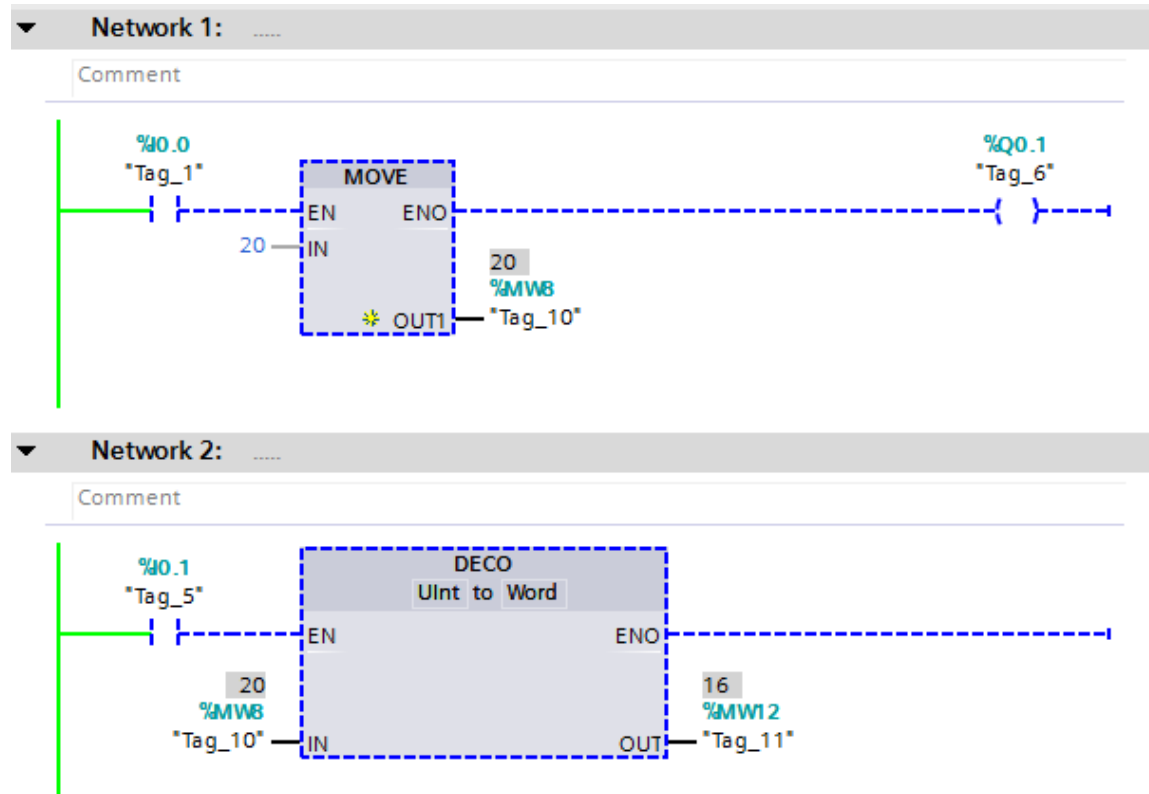 Network 1: .....
Comment
%I0.0
"Tag_1"
%Q0.1
"Tag_6"
MOVE
EN ENO
20 IN
20
%MW8
OUT1 "Tag_10"
Network 2: .....
Comment
%I0.1
"Tag_5"
DECO
UInt to Word
EN ENO
20
%MW8
"Tag_10" IN
16
%MW12
OUT "Tag_11"